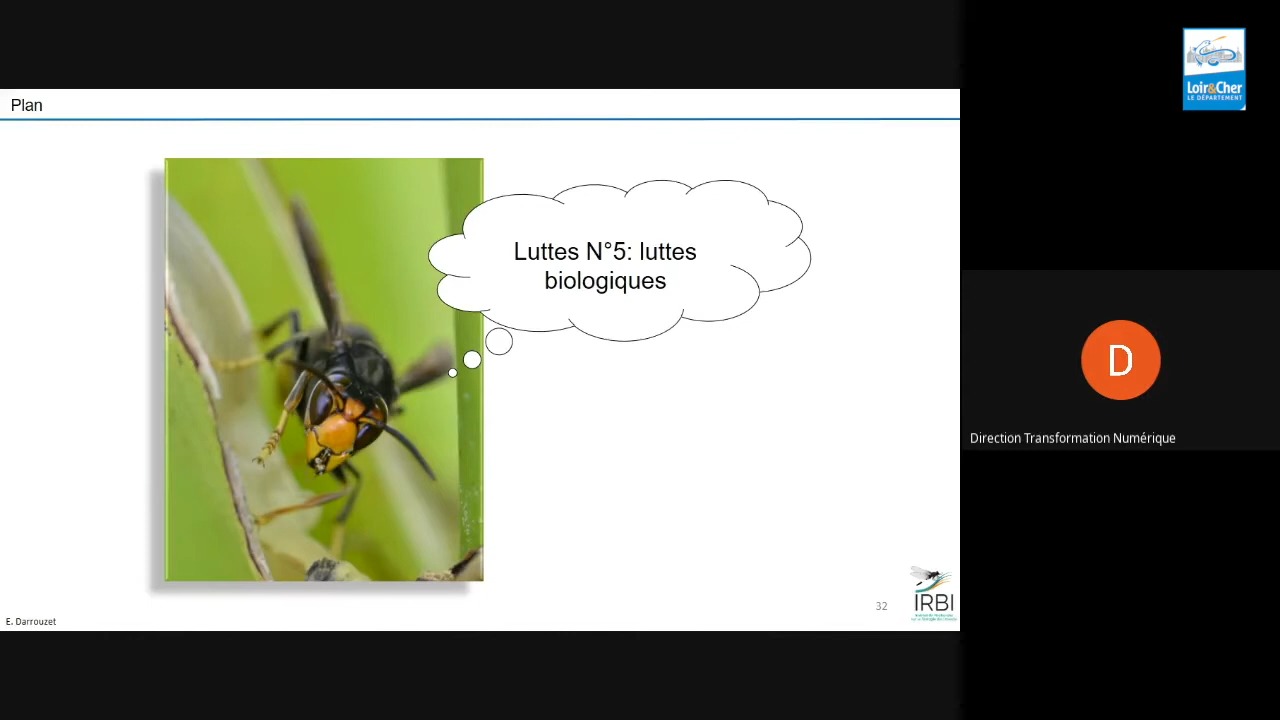 Plan
Luttes N°5: luttes
biologiques
E. Darrouzet
32
IRBI
Loir&Cher
LE DÉPARTEMENT
D
Direction Transformation Numérique